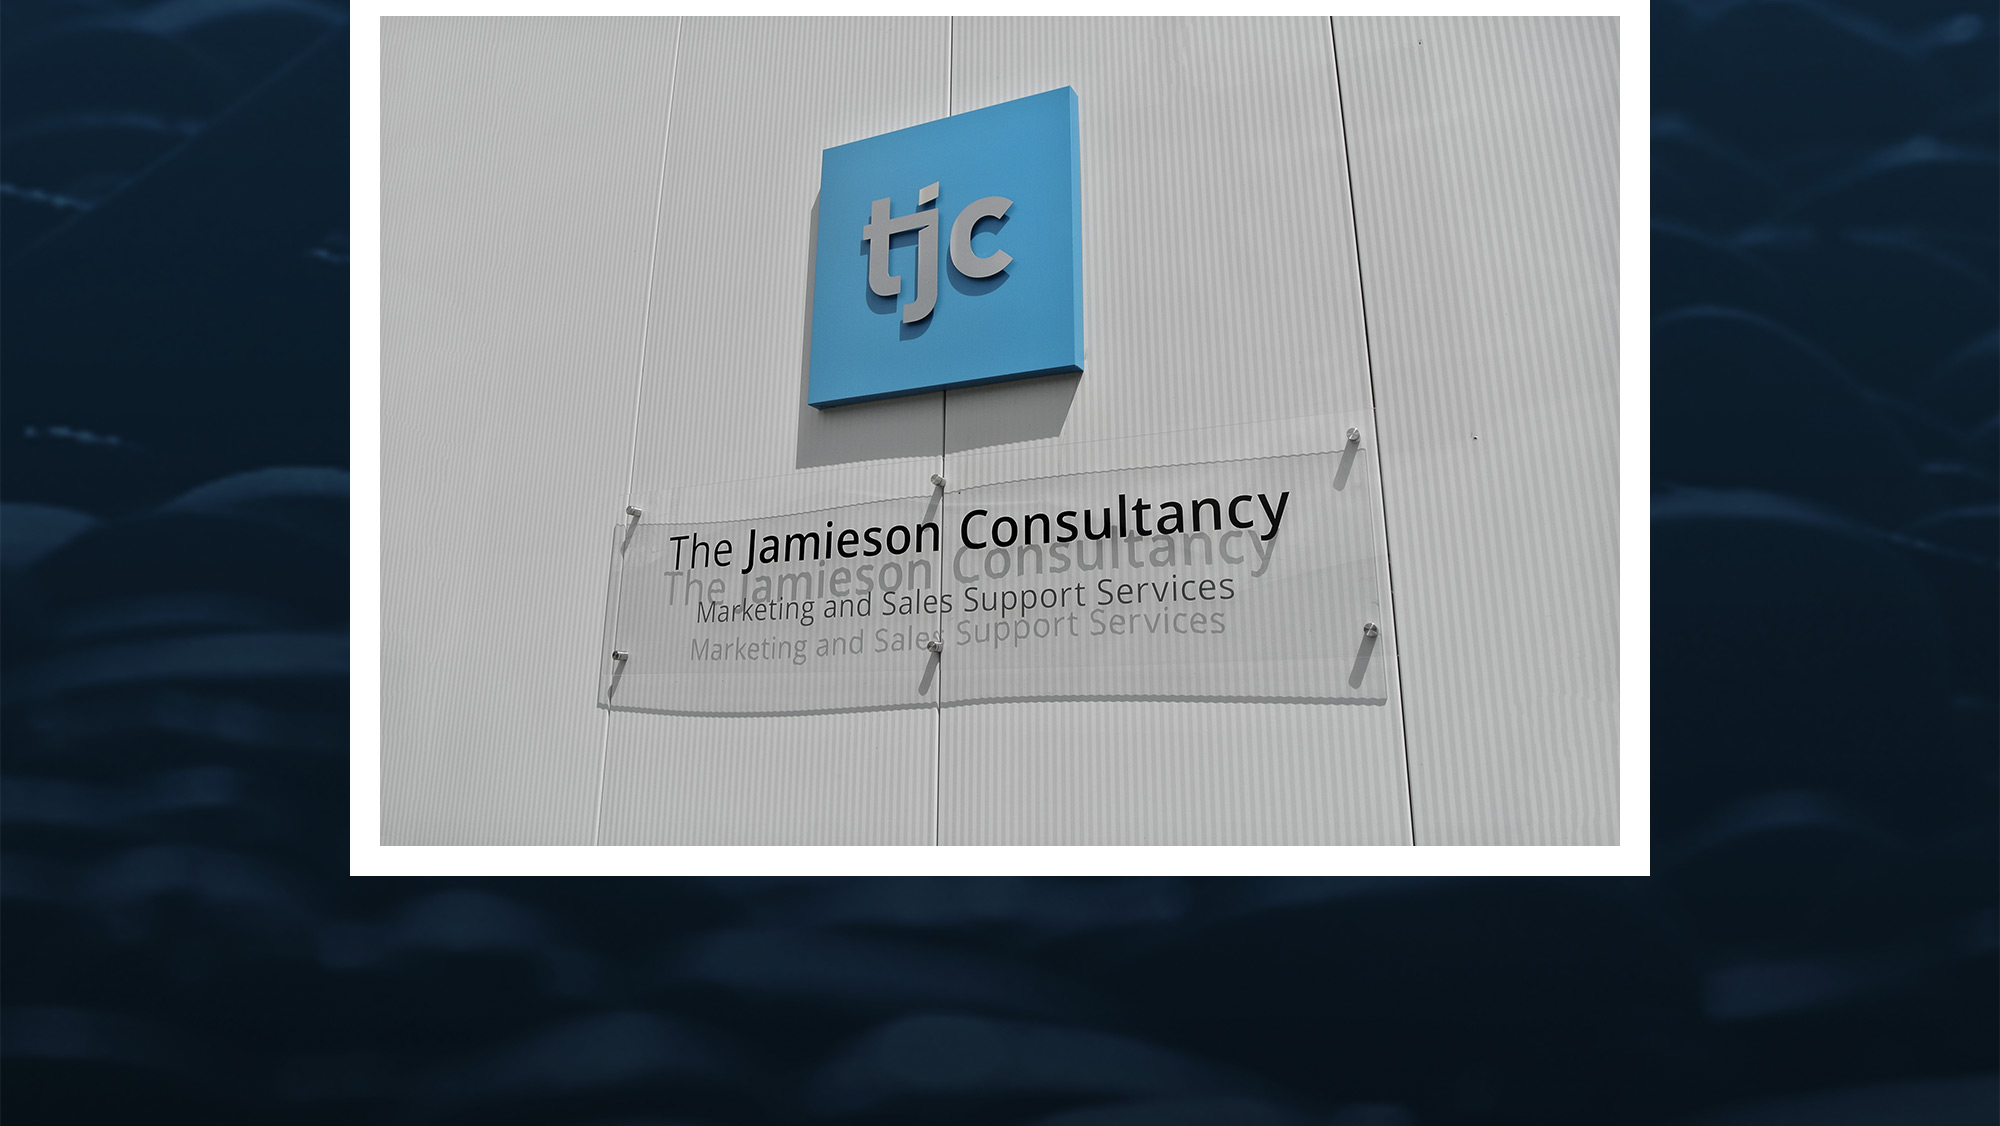 tjc
The Jamieson Consultancy
Marketing and Sales Support Services